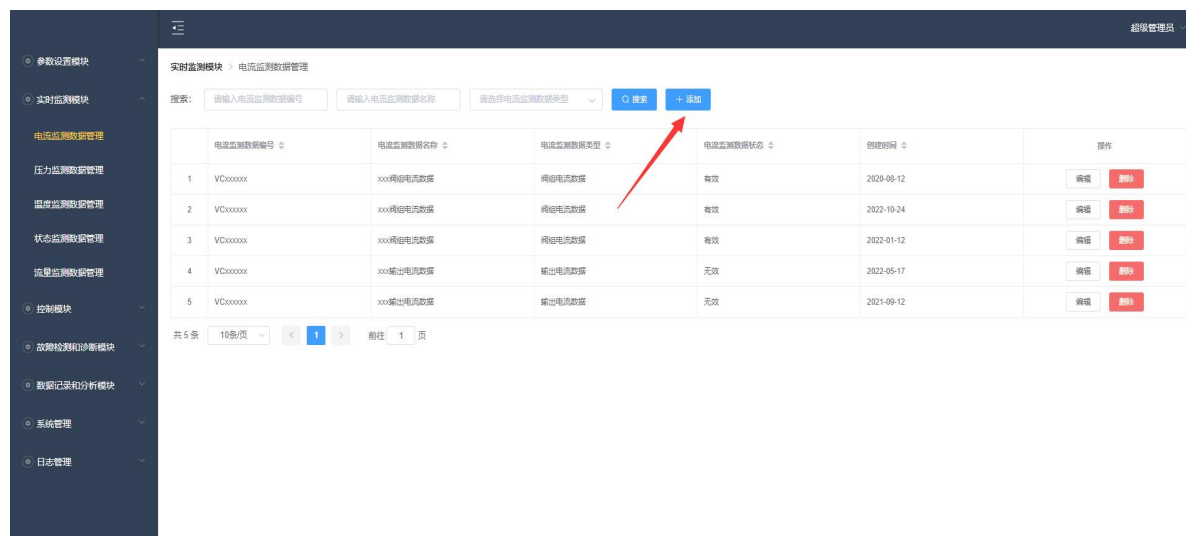 超级管理员
参数设置模块
实时监测模块
电流监测数据管理
压力监测数据管理
温度监测数据管理
状态监测数据管理
流量监测数据管理
控制模块
故障检测和诊断模块
数据记录和分析模块
系统管理
日志管理
实时监测模块 > 电流监测数据管理
搜索: 请输入电流监测数据编号 请输入电流监测数据名称 请选择电流监测数据类型 搜索 + 添加
电流监测数据编号 电流监测数据名称 电流监测数据类型 电流监测数据状态 创建时间 操作
1 VCxxxxxx xxx阀组电流数据 阀组电流数据 有效 2020-08-12 编辑 删除
2 VCxxxxxx xxx阀组电流数据 阀组电流数据 有效 2022-10-24 编辑 删除
3 VCxxxxxx xxx阀组电流数据 阀组电流数据 有效 2022-01-12 编辑 删除
4 VCxxxxxx xxx输出电流数据 输出电流数据 无效 2022-05-17 编辑 删除
5 VCxxxxxx xxx输出电流数据 输出电流数据 无效 2021-09-12 编辑 删除
共 5 条 10条/页 < 1 > 前往 1 页